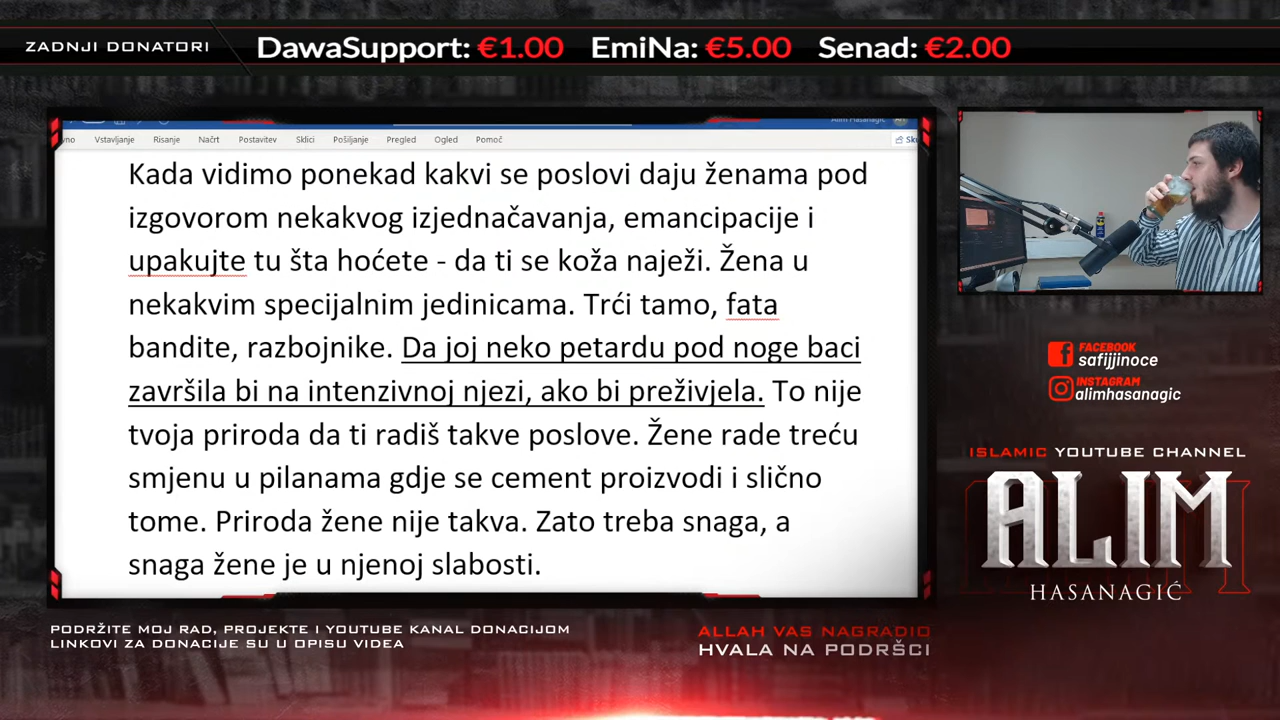 ZADNJI DONATORI
DawaSupport: €1.00 EmiNa: €5.00 Senad: €2.00
Vstavljanje Risanje Načrt Postavitev Sklici Pošiljanje Pregled Ogled Pomoč
Kada vidimo ponekad kakvi se poslovi daju ženama pod
izgovorom nekakvog izjednačavanja, emancipacije i
upakujte tu šta hoćete - da ti se koža naježi. Žena u
nekakvim specijalnim jedinicama. Trći tamo, fata
bandite, razbojnike. Da joj neko petardu pod noge baci
završila bi na intenzivnoj njezi, ako bi preživjela. To nije
tvoja priroda da ti radiš takve poslove. Žene rade treću
smjenu u pilanama gdje se cement proizvodi i slično
tome. Priroda žene nije takva. Zato treba snaga, a
snaga žene je u njenoj slabosti.
FACEBOOK
safijjinoce
INSTAGRAM
alimhasanagic
ISLAMIC YOUTUBE CHANNEL
ALIM
HASANAGIĆ
PODRŽITE MOJ RAD, PROJEKTE I YOUTUBE KANAL DONACIJOM
LINKOVI ZA DONACIJE SU U OPISU VIDEA
ALLAH VAS NAGRADIO
HVALA NA PODRŠCI